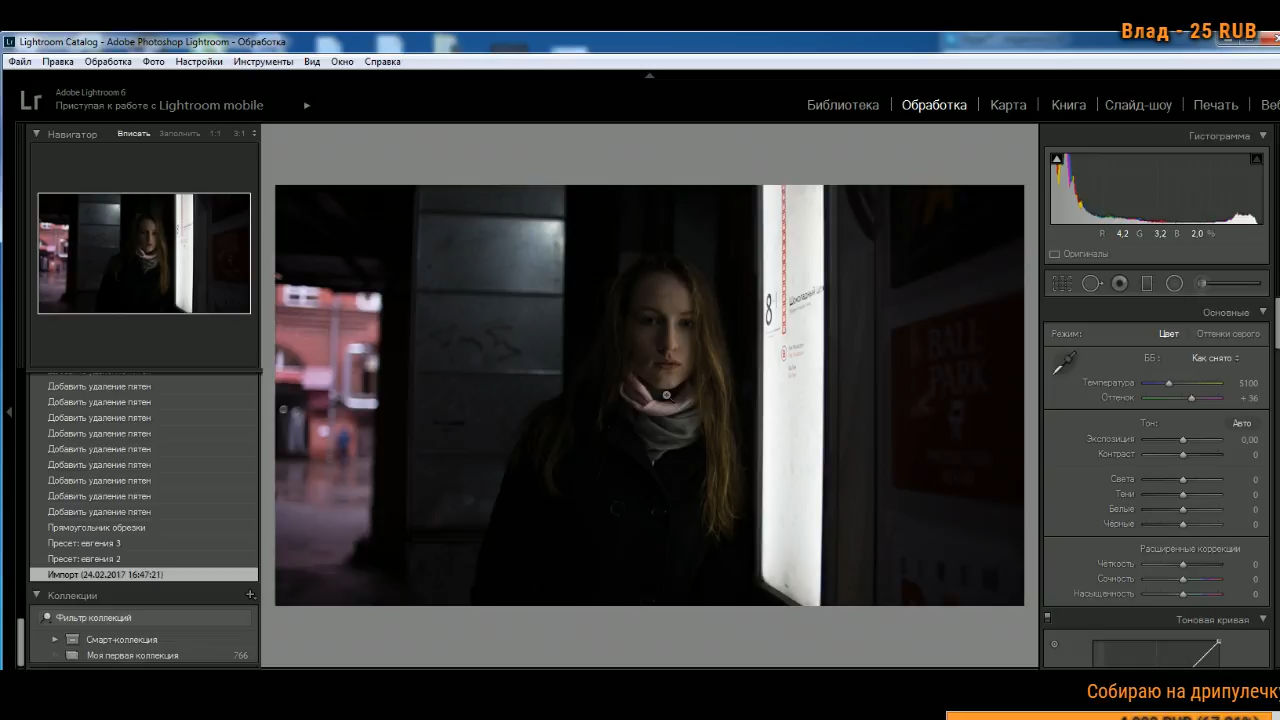 Влад - 25 RUB
Lightroom Catalog - Adobe Photoshop Lightroom - Обработка
Файл Правка Обработка Фото Настройки Инструменты Вид Окно Справка
Lr
Adobe Lightroom 6
Приступая к работе с Lightroom mobile
Библиотека Обработка Карта Книга Слайд-шоу Печать Ве
Навигатор Вписать Заполнить 1:1 3:1
Гистограмма
R 4,2 G 3,2 B 2,0 %
Оригиналы
Основные
Режим: Цвет Оттенки серого
ББ: Как снято
Температура 5100
Оттенок + 36
Тон: Авто
Экспозиция 0,00
Контраст 0
Света 0
Тени 0
Белые 0
Чёрные 0
Расширенные коррекции
Четкость 0
Сочность 0
Насыщенность 0
Тоновая кривая
8
Добавить удаление пятен
Добавить удаление пятен
Добавить удаление пятен
Добавить удаление пятен
Добавить удаление пятен
Добавить удаление пятен
Добавить удаление пятен
Добавить удаление пятен
Добавить удаление пятен
Прямоугольник обрезки
Пресет: евгения 3
Пресет: евгения 2
Импорт (24.02.2017 16:47:21)
Коллекции
Фильтр коллекций
Смарт-коллекция
Моя первая коллекция 766
Собираю на дрипулечк